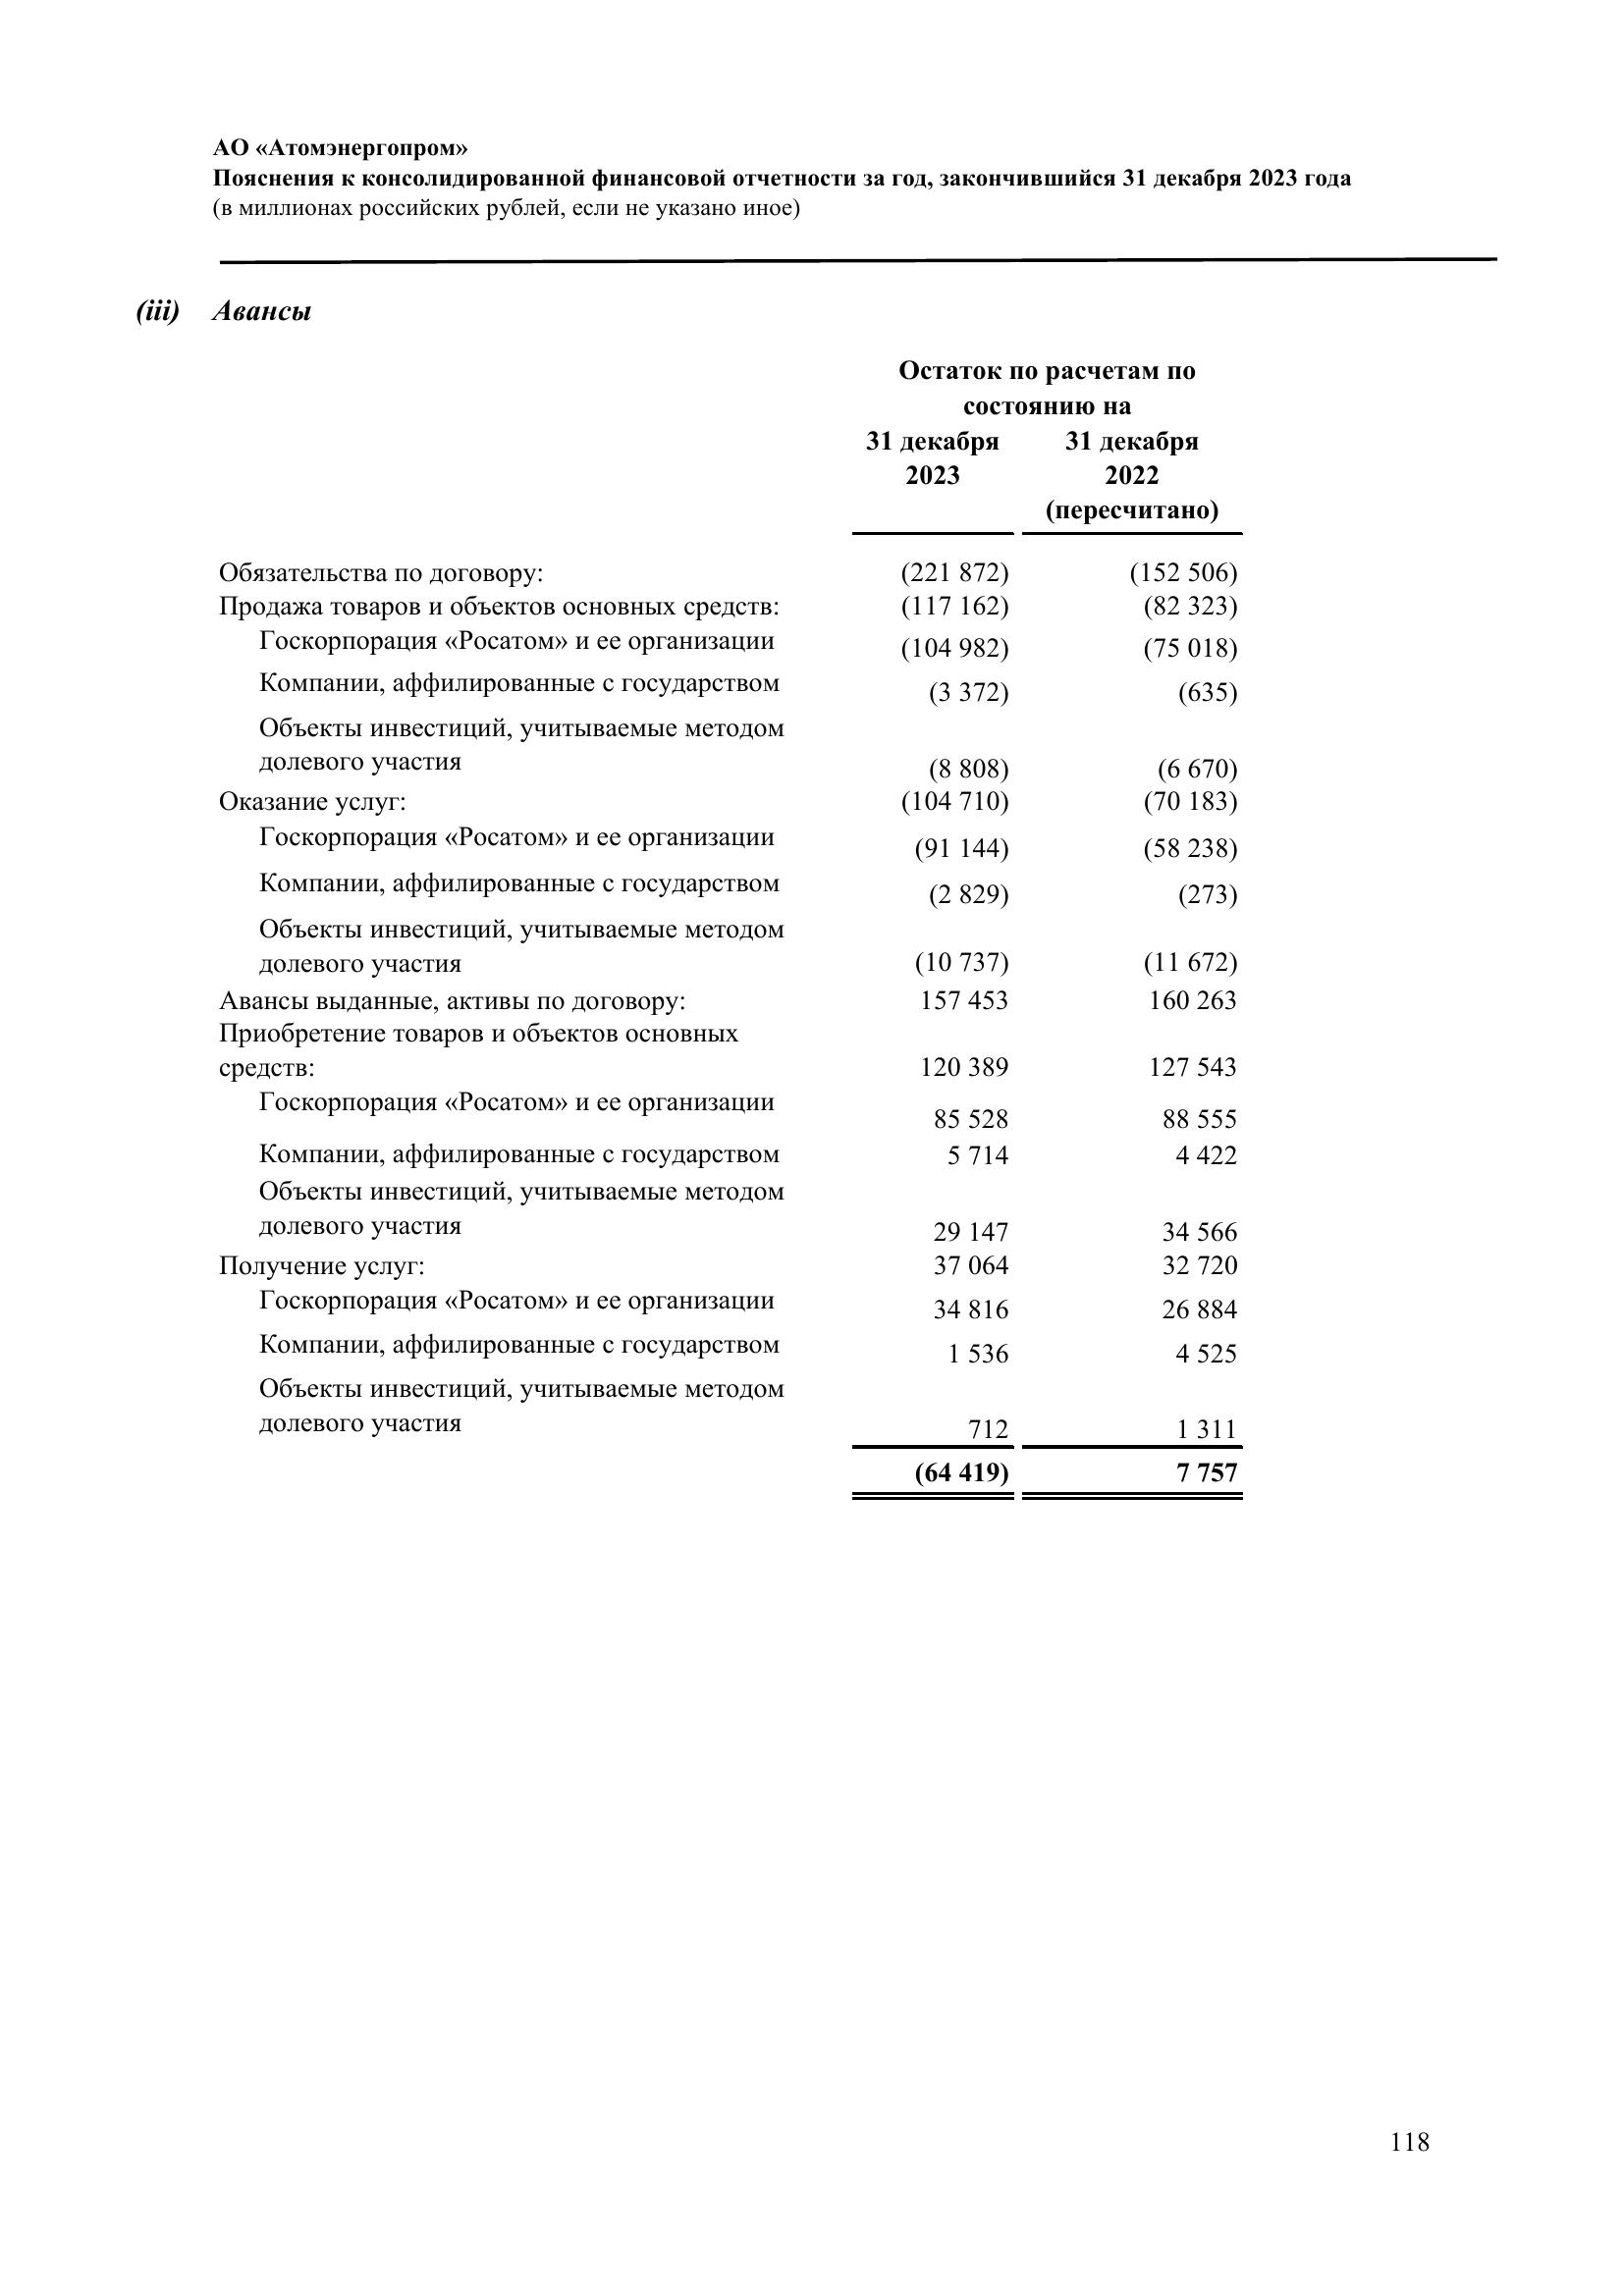 АО «Атомэнергопром»
Пояснения к консолидированной финансовой отчетности за год, закончившийся 31 декабря 2023 года
(в миллионах российских рублей, если не указано иное)
(iii) Авансы
Остаток по расчетам по
состоянию на
31 декабря 31 декабря
2023 2022
(пересчитано)
Обязательства по договору: (221 872) (152 506)
Продажа товаров и объектов основных средств: (117 162) (82 323)
Госкорпорация «Росатом» и ее организации (104 982) (75 018)
Компании, аффилированные с государством (3 372) (635)
Объекты инвестиций, учитываемые методом
долевого участия (8 808) (6 670)
Оказание услуг: (104 710) (70 183)
Госкорпорация «Росатом» и ее организации (91 144) (58 238)
Компании, аффилированные с государством (2 829) (273)
Объекты инвестиций, учитываемые методом
долевого участия (10 737) (11 672)
Авансы выданные, активы по договору: 157 453 160 263
Приобретение товаров и объектов основных
средств: 120 389 127 543
Госкорпорация «Росатом» и ее организации 85 528 88 555
Компании, аффилированные с государством 5 714 4 422
Объекты инвестиций, учитываемые методом
долевого участия 29 147 34 566
Получение услуг: 37 064 32 720
Госкорпорация «Росатом» и ее организации 34 816 26 884
Компании, аффилированные с государством 1 536 4 525
Объекты инвестиций, учитываемые методом
долевого участия 712 1 311
(64 419) 7 757
118